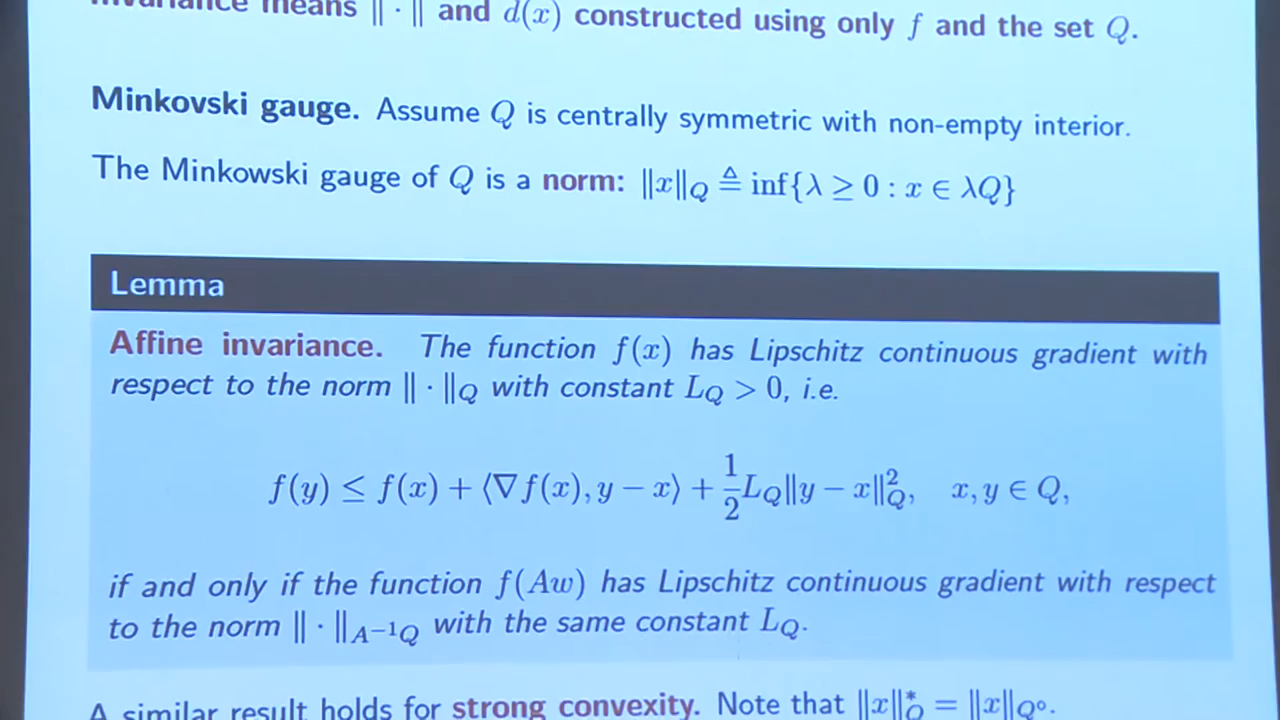 invariance means ‖ · ‖ and d(x) constructed using only f and the set Q.
Minkovski gauge. Assume Q is centrally symmetric with non-empty interior.
The Minkowski gauge of Q is a norm: ‖x‖_Q ≜ inf{λ ≥ 0 : x ∈ λQ}
Lemma
Affine invariance. The function f(x) has Lipschitz continuous gradient with
respect to the norm ‖ · ‖_Q with constant L_Q > 0, i.e.
f(y) ≤ f(x) + ⟨∇f(x), y − x⟩ + 1/2 L_Q‖y − x‖²_Q, x, y ∈ Q,
if and only if the function f(Aw) has Lipschitz continuous gradient with respect
to the norm ‖ · ‖_{A⁻¹Q} with the same constant L_Q.
A similar result holds for strong convexity. Note that ‖x‖*_Q = ‖x‖_{Q°}.